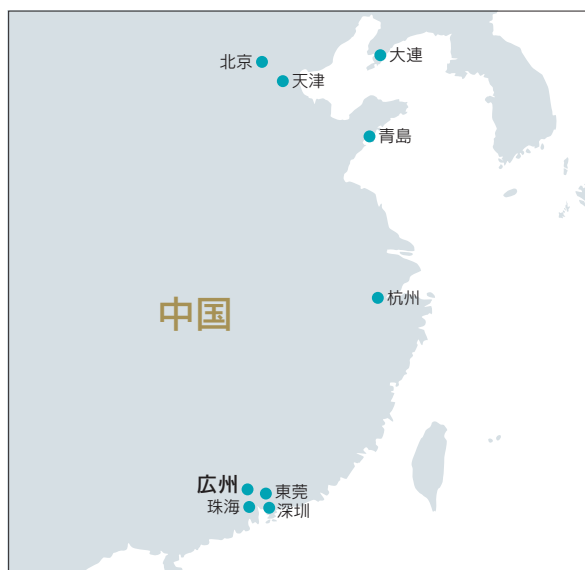 北京
大連
天津
青島
杭州
中国
広州
東莞
珠海
深圳